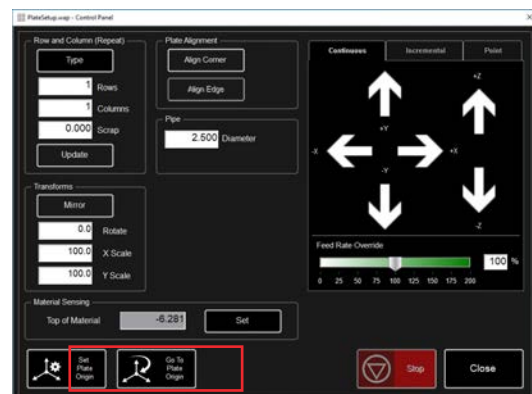 PlateSetup.wap - Control Panel
Row and Column (Repeat)
Type
1 Rows
1 Columns
0.000 Scrap
Update
Plate Alignment
Align Corner
Align Edge
Pipe
2.500 Diameter
Transforms
Mirror
0.0 Rotate
100.0 X Scale
100.0 Y Scale
Material Sensing
Top of Material -6.281 Set
Set
Plate
Origin
Go To
Plate
Origin
Continuous Incremental Point
+Z
+Y
-X +X
-Y
-Z
Feed Rate Override
100 %
0 25 50 75 100 125 150 175 200
Stop
Close